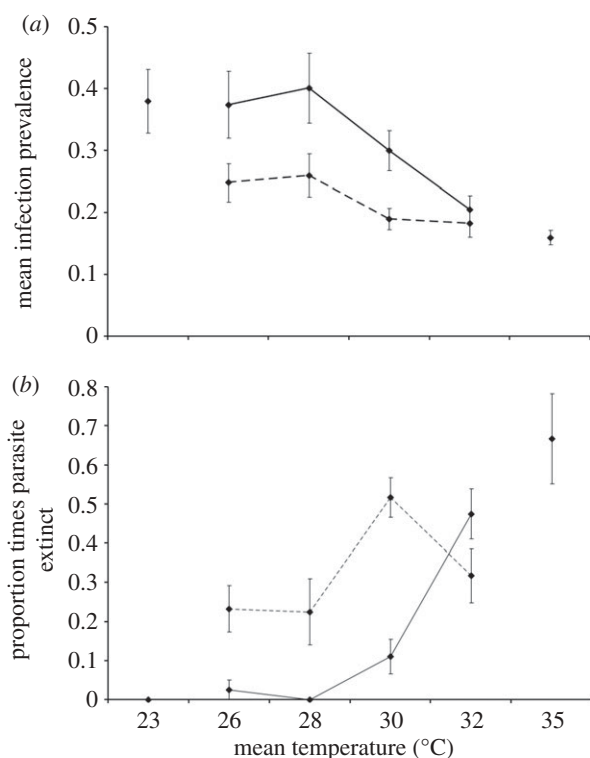 (a)
0.5
0.4
0.3
0.2
0.1
0
mean infection prevalence
(b)
0.8
0.7
0.6
0.5
0.4
0.3
0.2
0.1
0
proportion times parasite
extinct
23 26 28 30 32 35
mean temperature (°C)